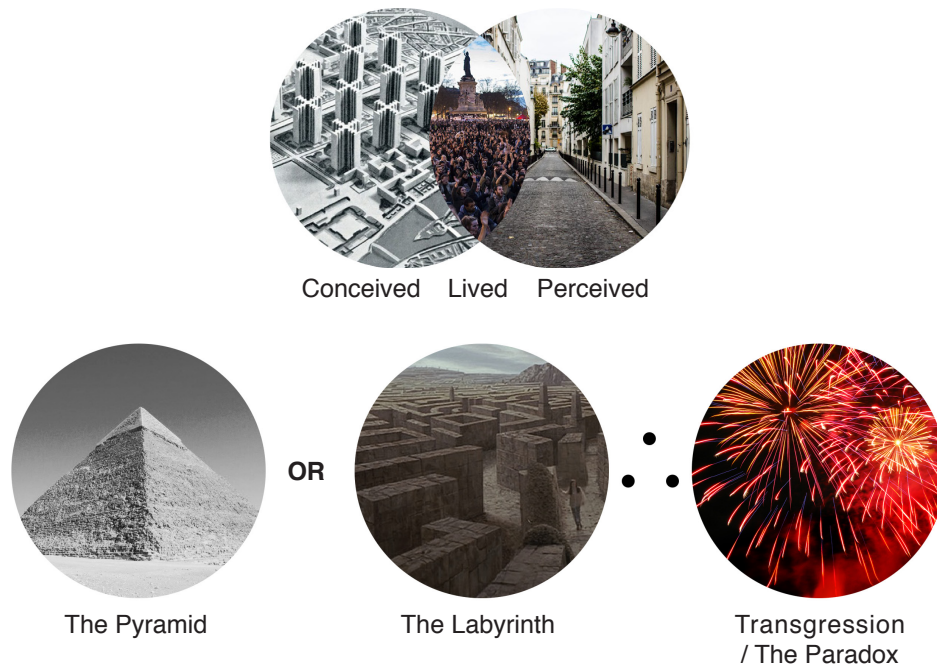 Conceived Lived Perceived
OR
The Pyramid The Labyrinth Transgression
/ The Paradox